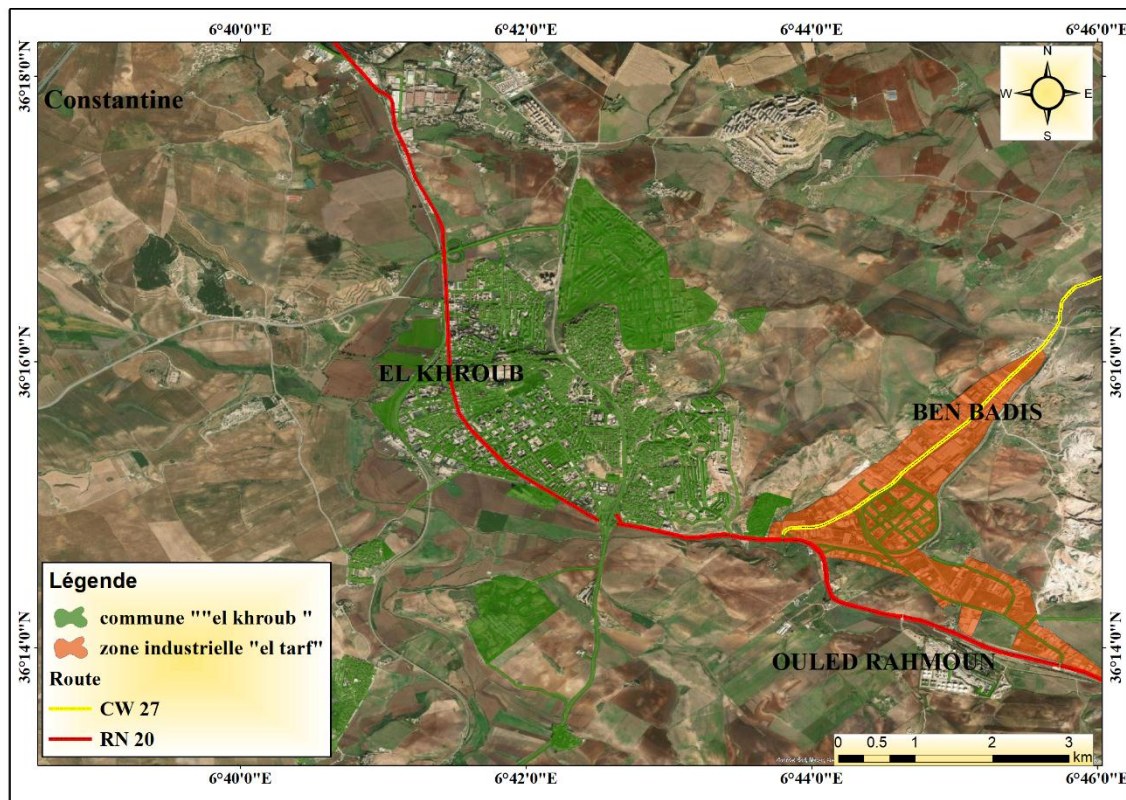 6°40'0"E 6°42'0"E 6°44'0"E 6°46'0"E
36°18'0"N
36°18'0"N
Constantine
N
W E
S
36°16'0"N
36°16'0"N
EL KHROUB
BEN BADIS
36°14'0"N
36°14'0"N
OULED RAHMOUN
Légende
commune ""el khroub "
zone industrielle "el tarf"
Route
CW 27
RN 20
0 0.5 1 2 3
km
6°40'0"E 6°42'0"E 6°44'0"E 6°46'0"E